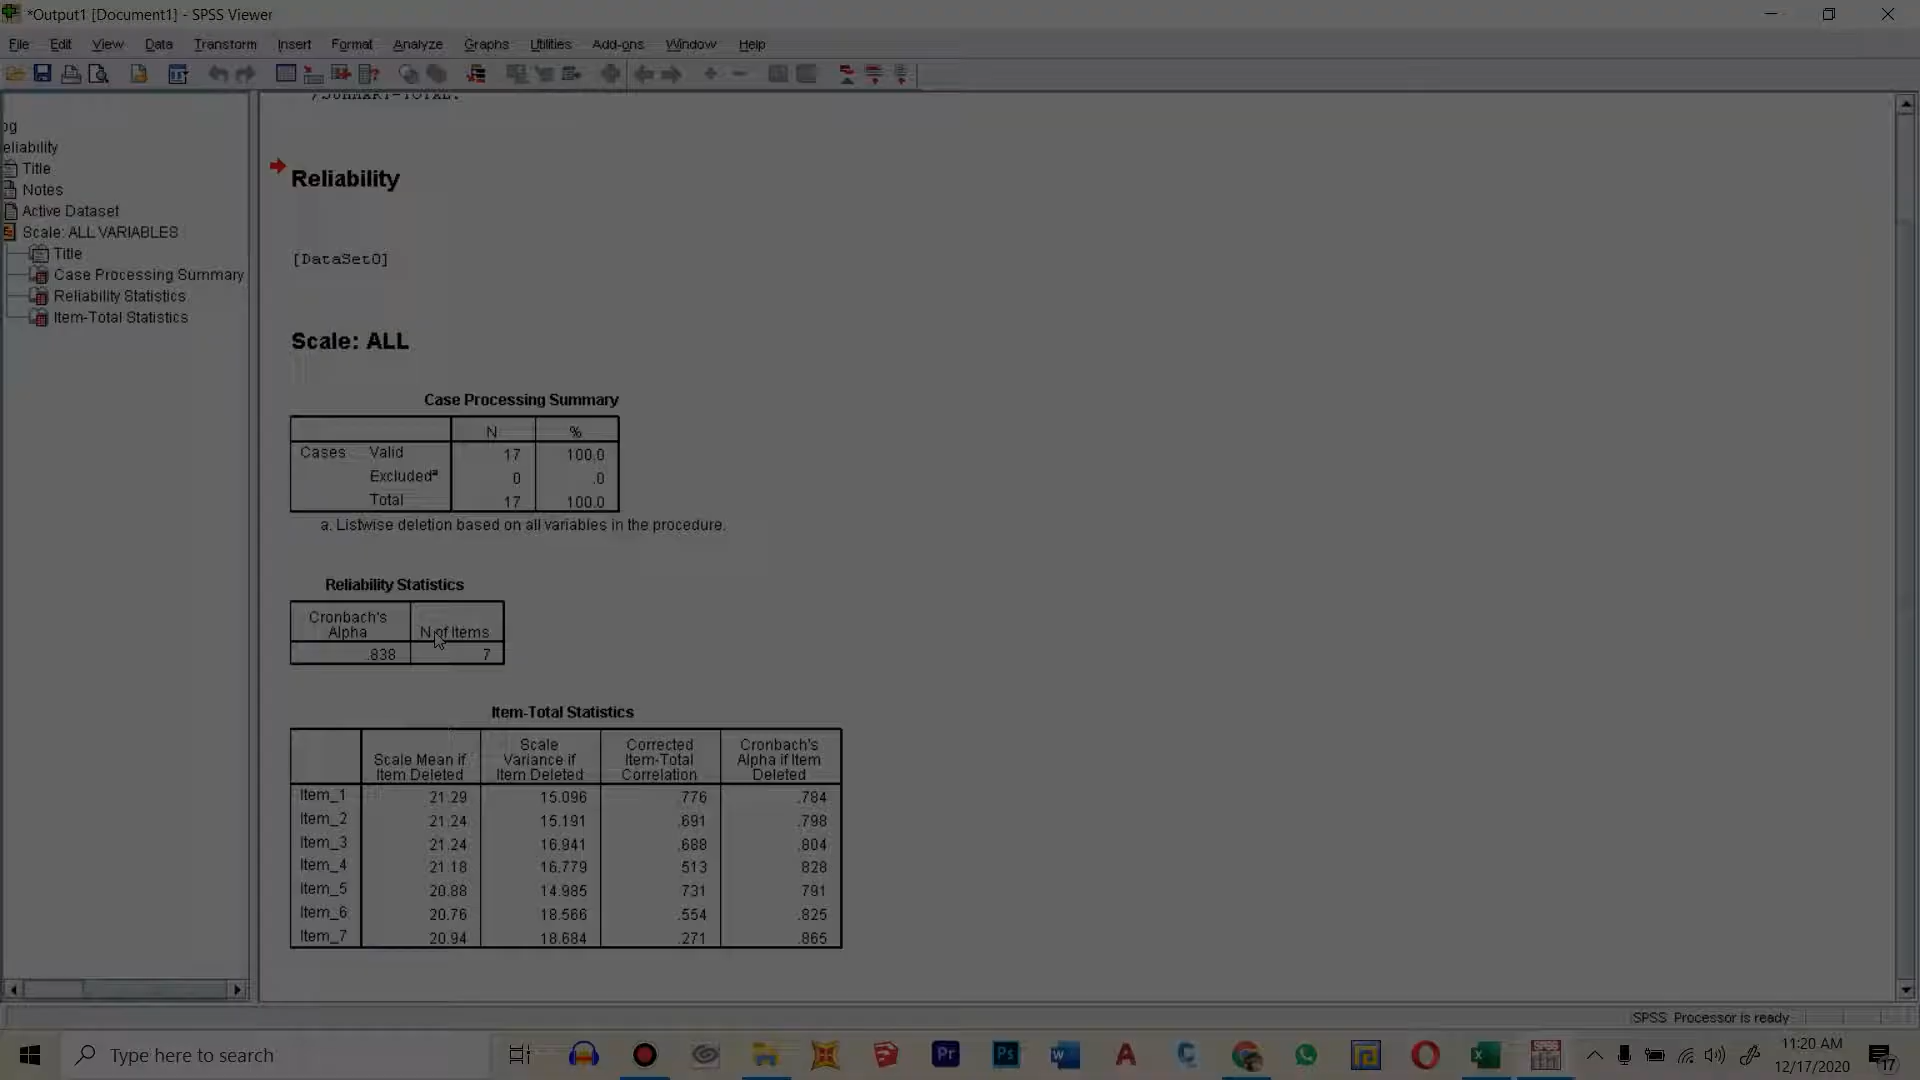 *Output1 [Document1] - SPSS Viewer
File Edit View Data Transform Insert Format Analyze Graphs Utilities Add-ons Window Help
/SUMMARY=TOTAL.
og
eliability
Title
Notes
Active Dataset
Scale: ALL VARIABLES
Title
Case Processing Summary
Reliability Statistics
Item-Total Statistics
Reliability
[DataSet0]
Scale: ALL
Case Processing Summary
N %
Cases Valid 17 100.0
Excludedª 0 .0
Total 17 100.0
a. Listwise deletion based on all variables in the procedure.
Reliability Statistics
Cronbach's
Alpha N of Items
.838 7
Item-Total Statistics
Scale Mean if Item Deleted Scale Variance if Item Deleted Corrected Item-Total Correlation Cronbach's Alpha if Item Deleted
Item_1 21.29 15.096 .776 .784
Item_2 21.24 15.191 .691 .798
Item_3 21.24 16.941 .688 .804
Item_4 21.18 16.779 .513 .828
Item_5 20.88 14.985 .731 .791
Item_6 20.76 18.566 .554 .825
Item_7 20.94 18.684 .271 .865
SPSS Processor is ready
Type here to search
Pr Ps
11:20 AM
12/17/2020
17